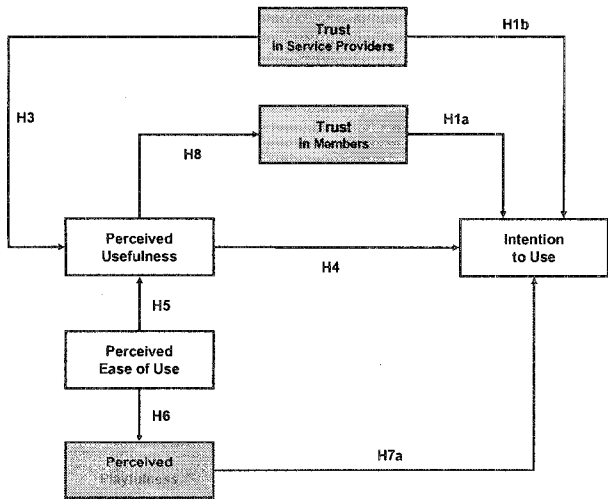 Trust
in Service Providers
H1b
H3
Trust
in Members
H1a
H8
Perceived
Usefulness
H4
Intention
to Use
H5
Perceived
Ease of Use
H6
Perceived
Playfulness
H7a